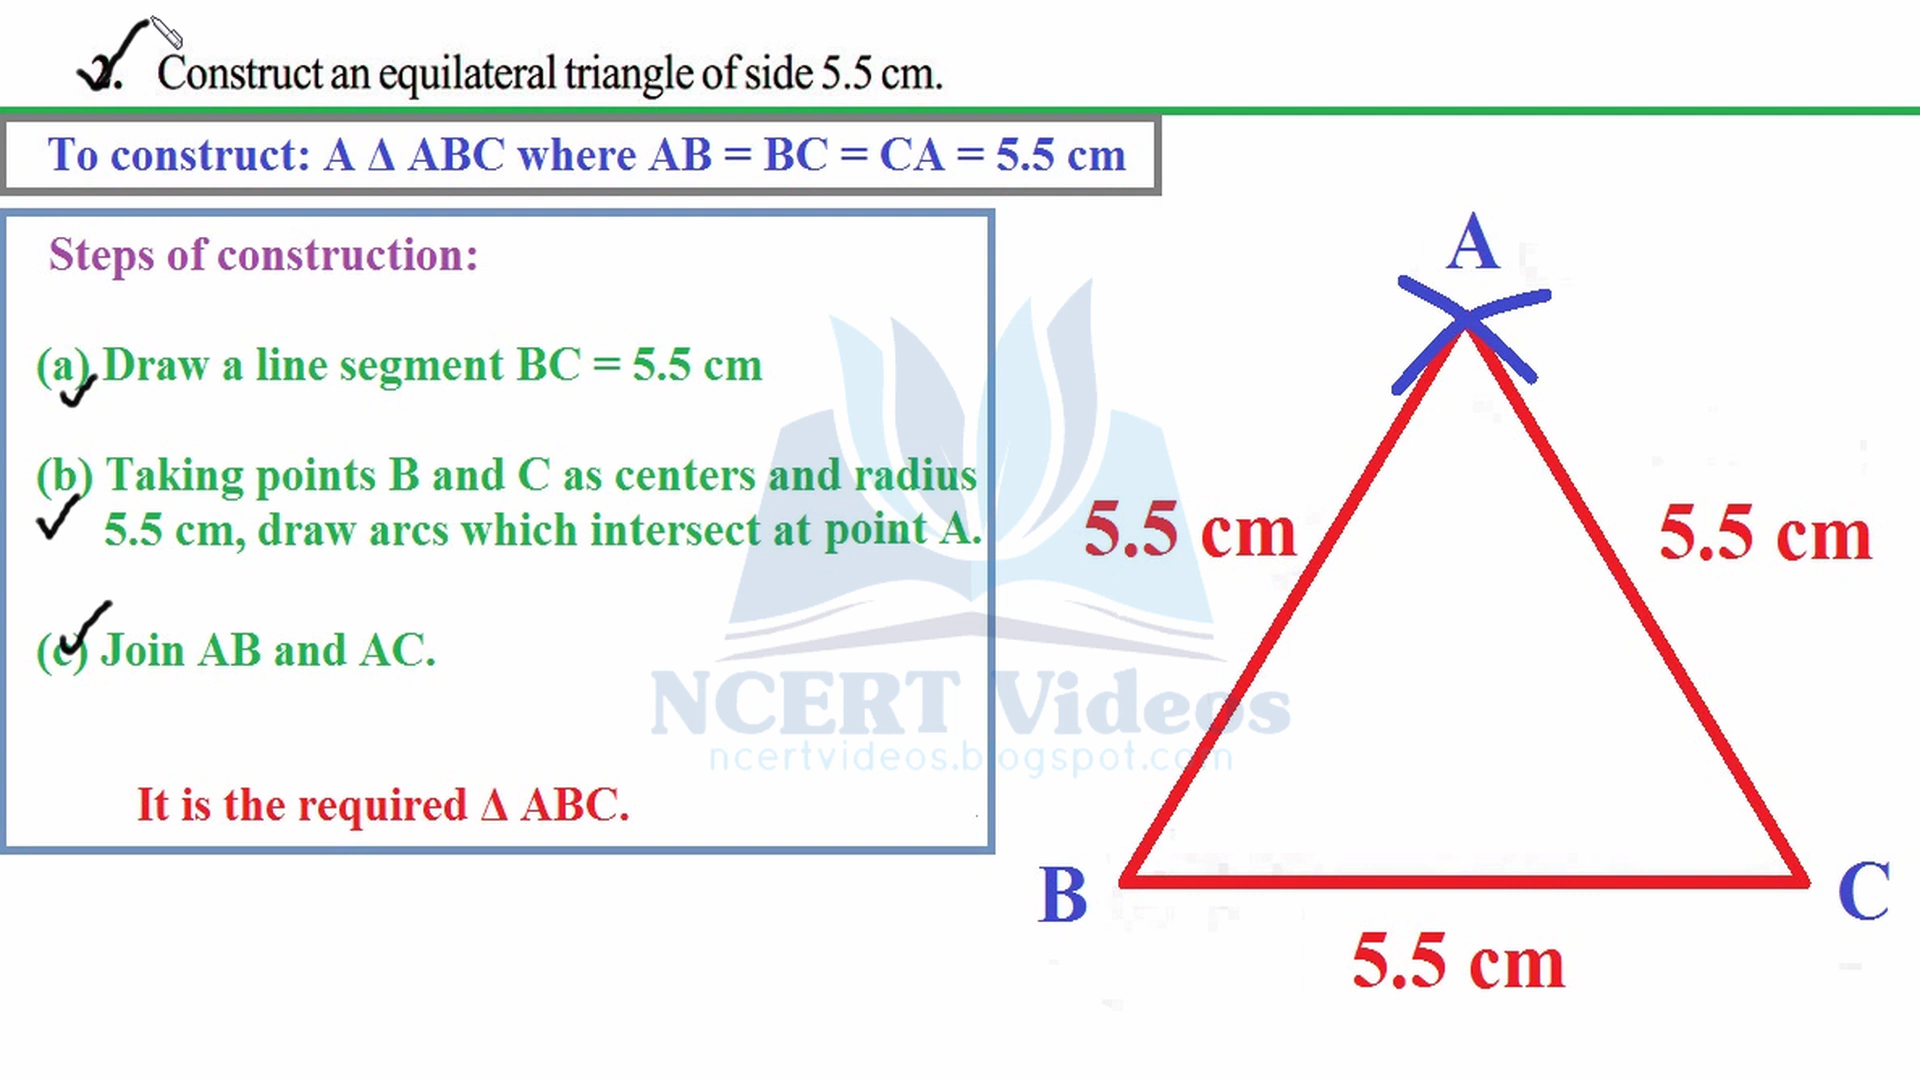 2. Construct an equilateral triangle of side 5.5 cm.
To construct: A Δ ABC where AB = BC = CA = 5.5 cm
Steps of construction:
(a) Draw a line segment BC = 5.5 cm
(b) Taking points B and C as centers and radius
5.5 cm, draw arcs which intersect at point A.
(c) Join AB and AC.
It is the required Δ ABC.
A
5.5 cm
5.5 cm
B
C
5.5 cm
NCERT Videos
ncertvideos.blogspot.com